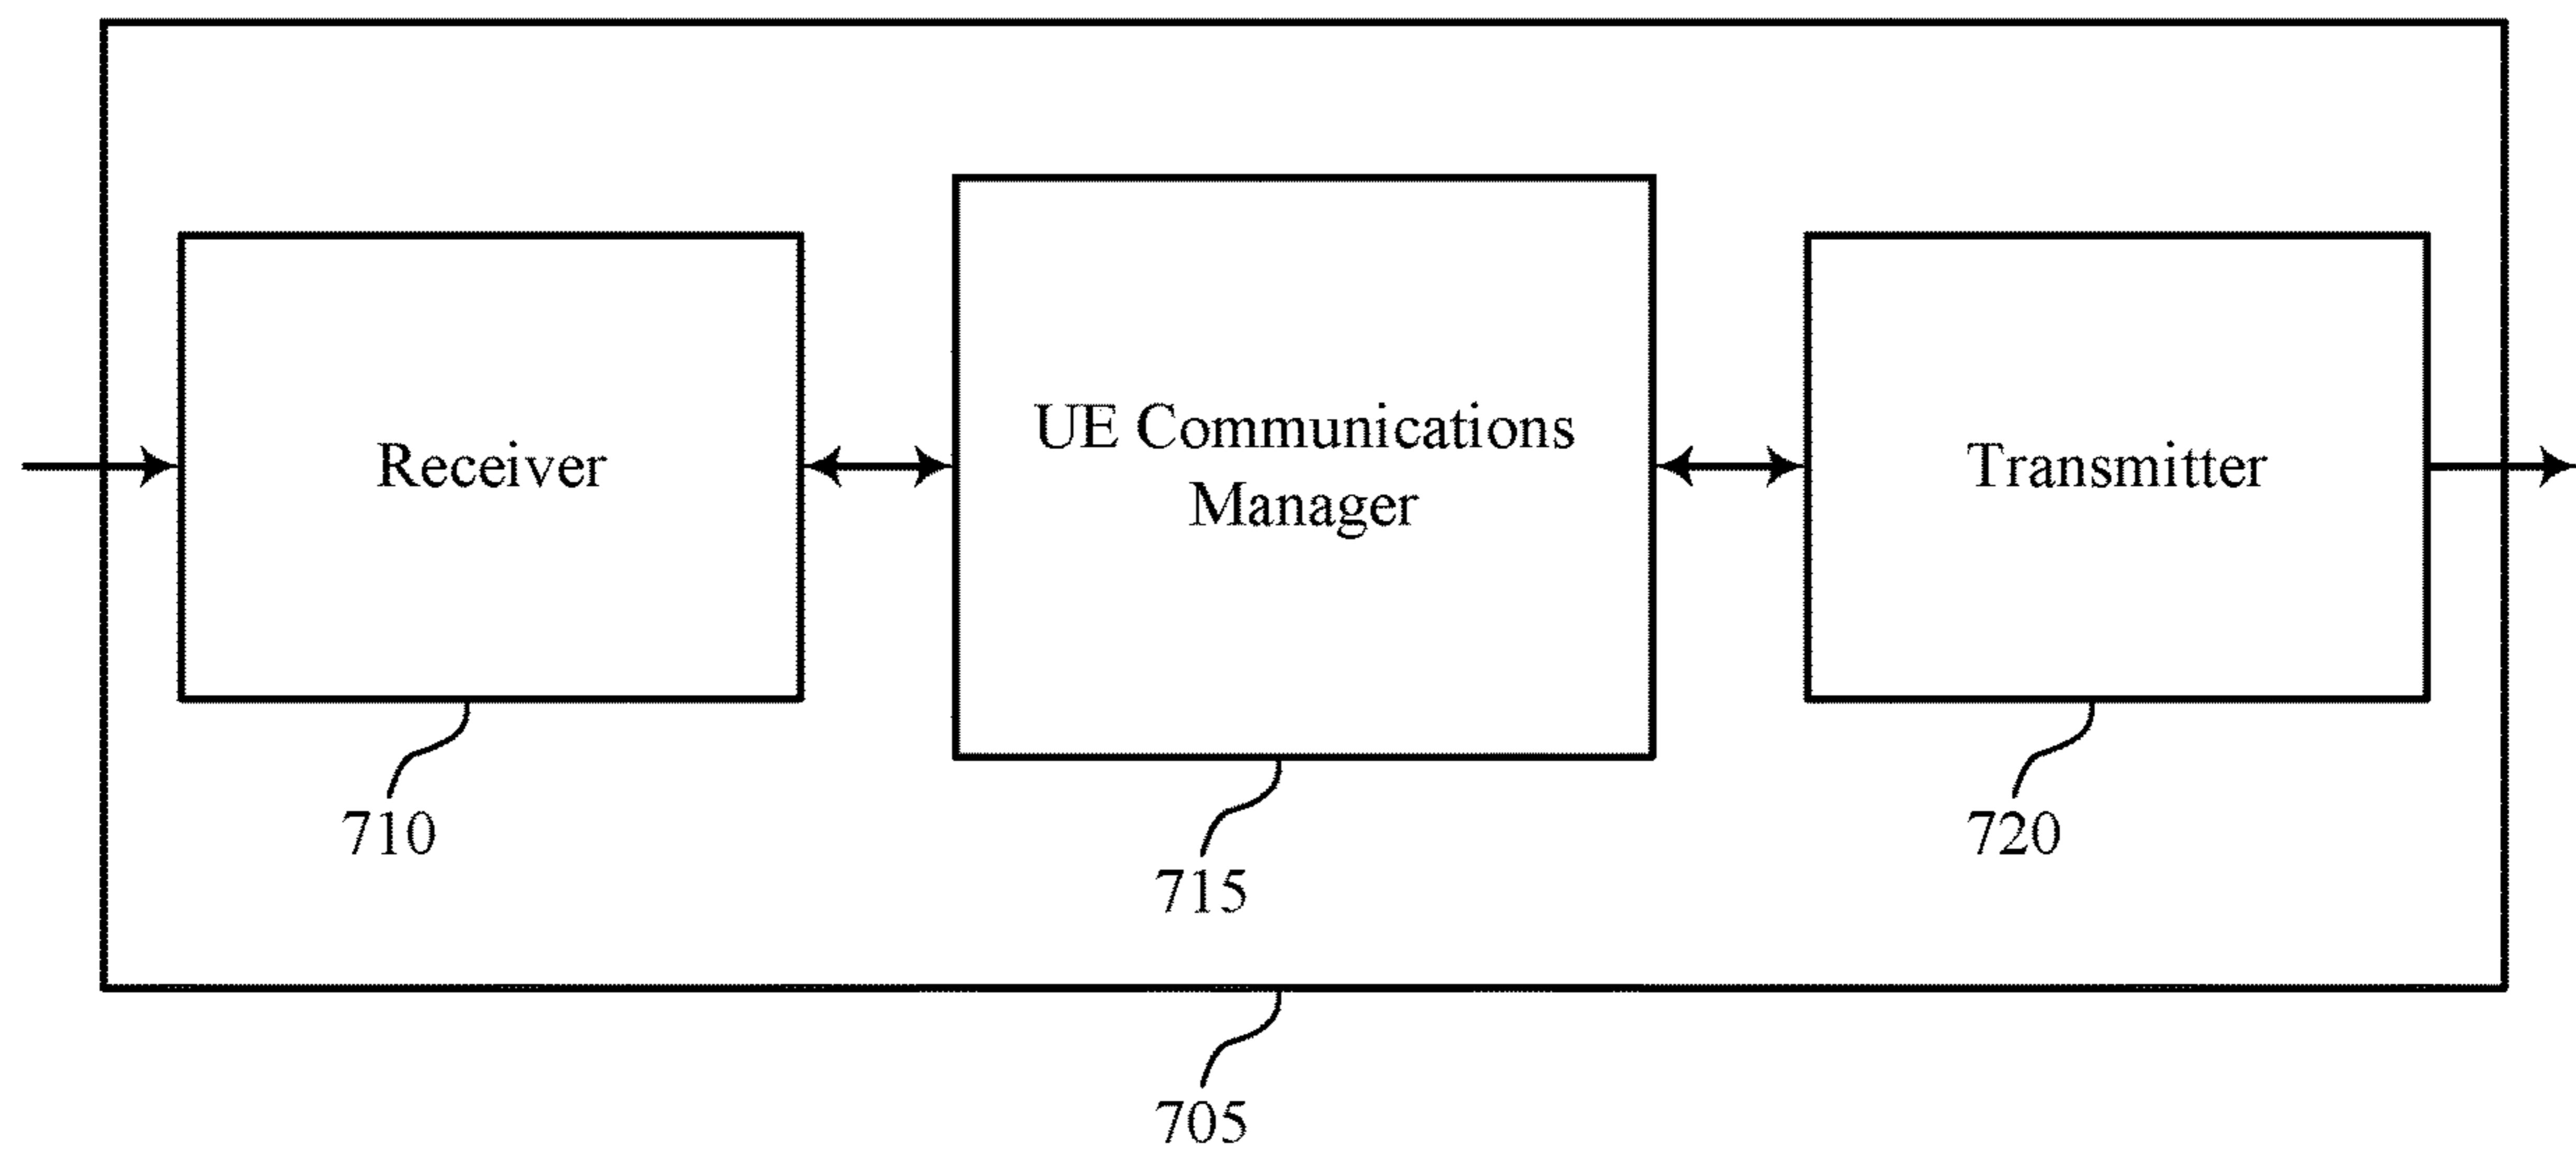 Receiver
UE Communications
Manager
Transmitter
710
715
720
705